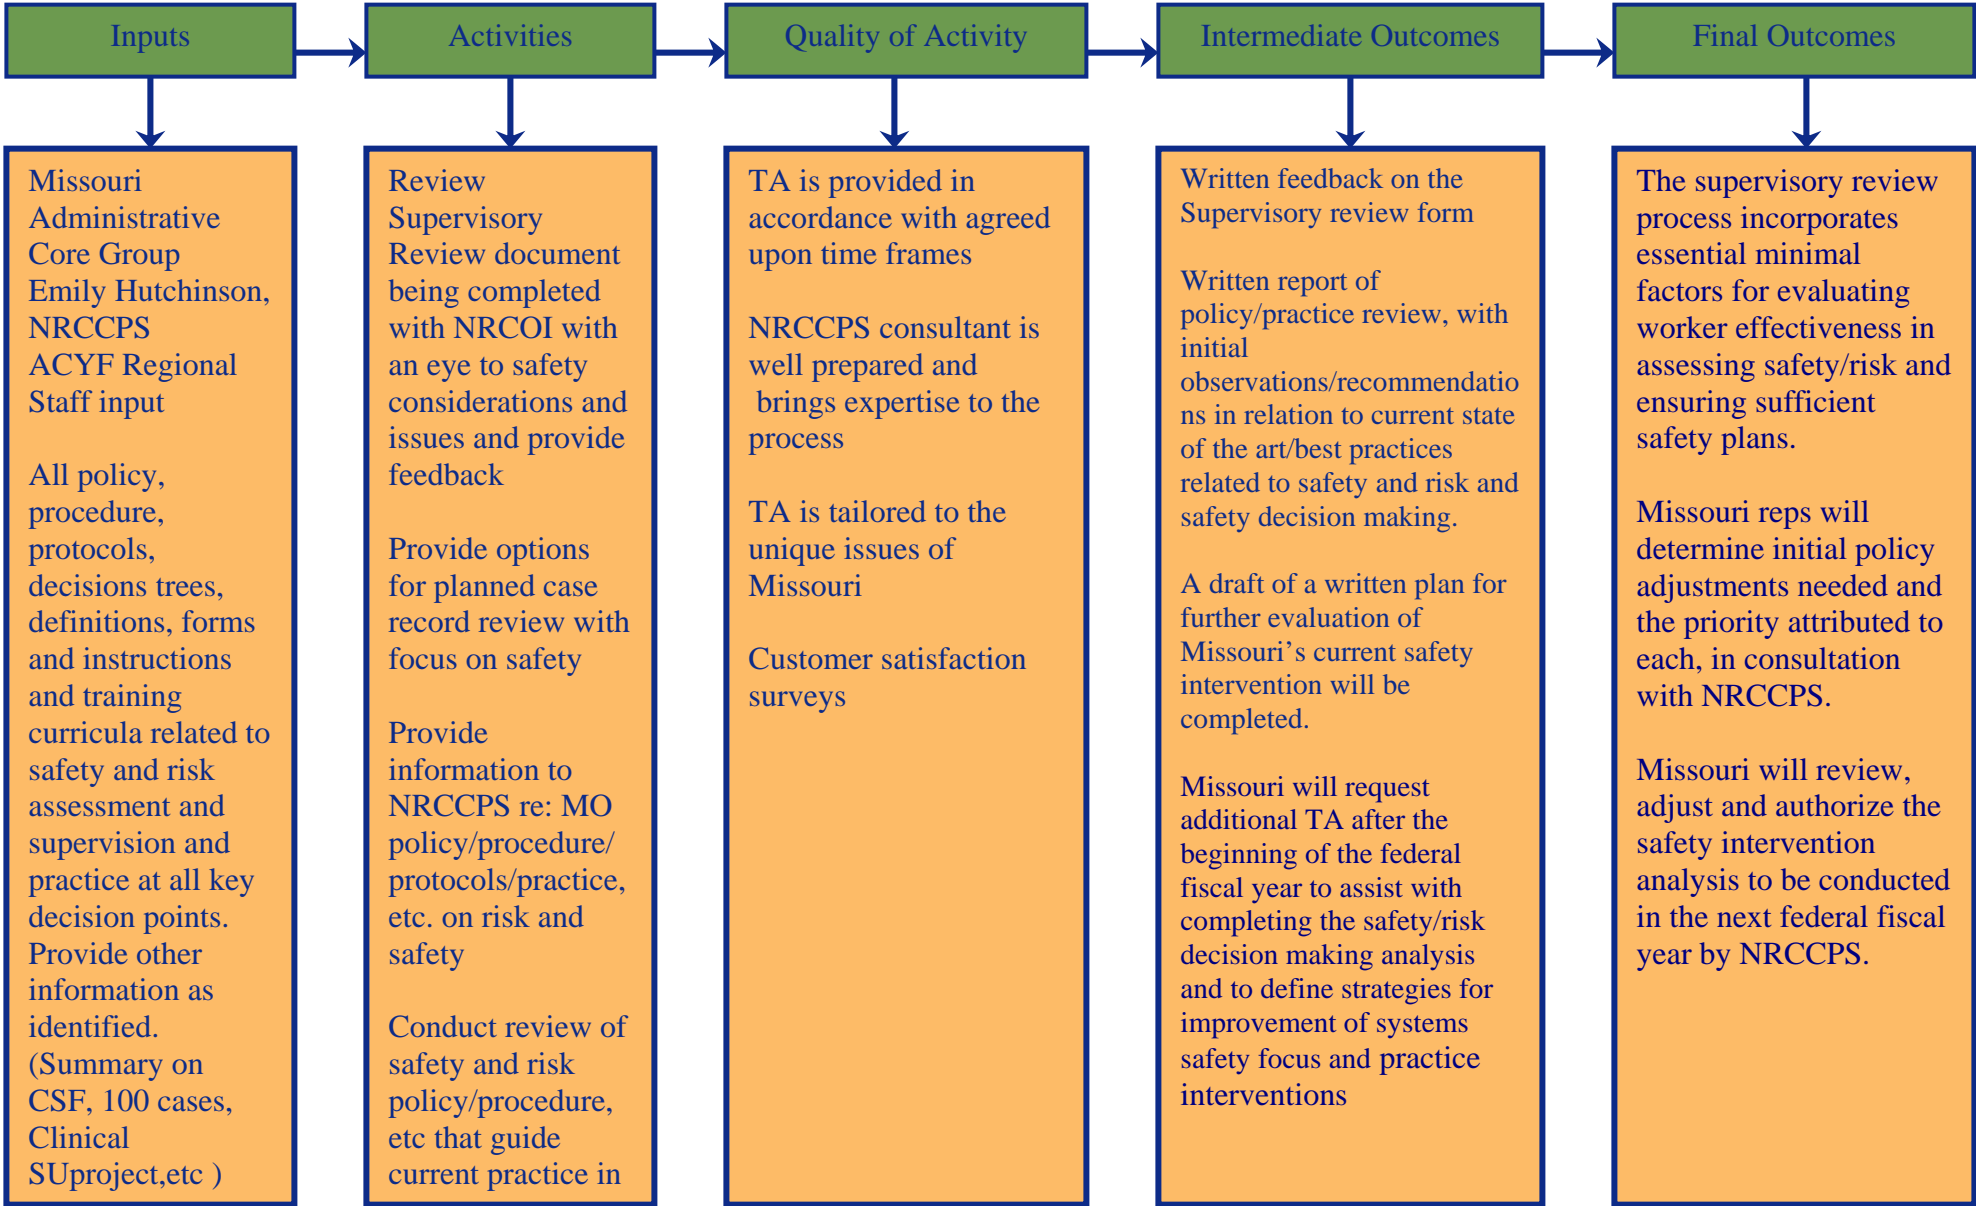 Inputs
Activities
Quality of Activity
Intermediate Outcomes
Final Outcomes
Missouri
Administrative
Core Group
Emily Hutchinson,
NRCCPS
ACYF Regional
Staff input
All policy,
procedure,
protocols,
decisions trees,
definitions, forms
and instructions
and training
curricula related to
safety and risk
assessment and
supervision and
practice at all key
decision points.
Provide other
information as
identified.
(Summary on
CSF, 100 cases,
Clinical
SUproject,etc )
Review
Supervisory
Review document
being completed
with NRCOI with
an eye to safety
considerations and
issues and provide
feedback
Provide options
for planned case
record review with
focus on safety
Provide
information to
NRCCPS re: MO
policy/procedure/
protocols/practice,
etc. on risk and
safety
Conduct review of
safety and risk
policy/procedure,
etc that guide
current practice in
TA is provided in
accordance with agreed
upon time frames
NRCCPS consultant is
well prepared and
brings expertise to the
process
TA is tailored to the
unique issues of
Missouri
Customer satisfaction
surveys
Written feedback on the
Supervisory review form
Written report of
policy/practice review, with
initial
observations/recommendatio
ns in relation to current state
of the art/best practices
related to safety and risk and
safety decision making.
A draft of a written plan for
further evaluation of
Missouri’s current safety
intervention will be
completed.
Missouri will request
additional TA after the
beginning of the federal
fiscal year to assist with
completing the safety/risk
decision making analysis
and to define strategies for
improvement of systems
safety focus and practice
interventions
The supervisory review
process incorporates
essential minimal
factors for evaluating
worker effectiveness in
assessing safety/risk and
ensuring sufficient
safety plans.
Missouri reps will
determine initial policy
adjustments needed and
the priority attributed to
each, in consultation
with NRCCPS.
Missouri will review,
adjust and authorize the
safety intervention
analysis to be conducted
in the next federal fiscal
year by NRCCPS.